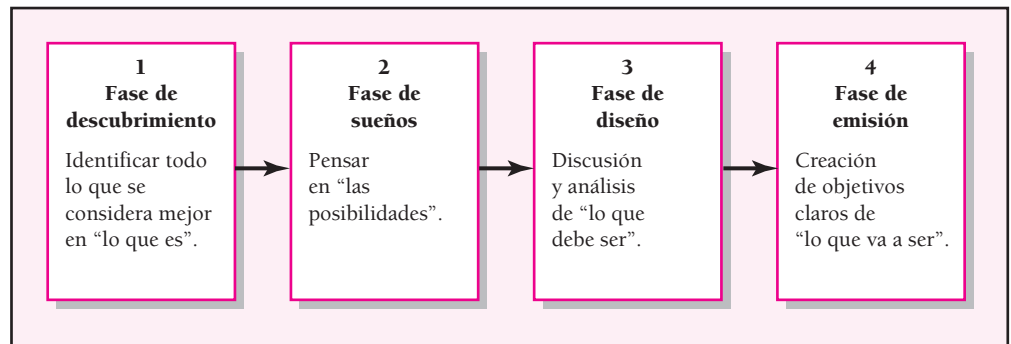 1
Fase de
descubrimiento
Identificar todo
lo que se
considera mejor
en “lo que es”.
2
Fase de
sueños
Pensar
en “las
posibilidades”.
3
Fase de
diseño
Discusión
y análisis
de “lo que
debe ser”.
4
Fase de
emisión
Creación
de objetivos
claros de
“lo que va a ser”.